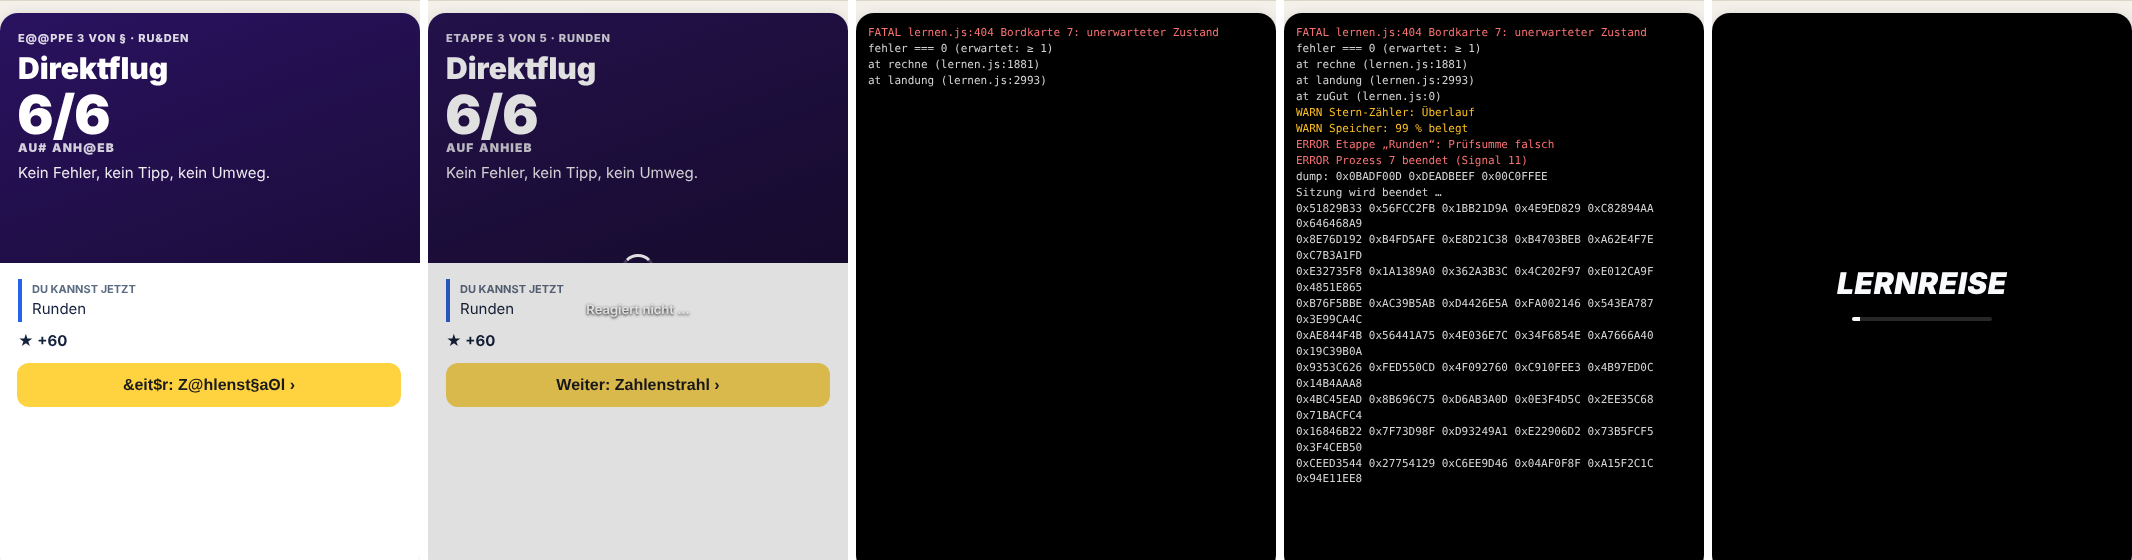 E@@PPE 3 VON § · RU&DEN
Direktflug
6/6
AU# ANH@EB
Kein Fehler, kein Tipp, kein Umweg.
DU KANNST JETZT
Runden
★ +60
&eit$r: Z@hlenst§aʘl ›
ETAPPE 3 VON 5 · RUNDEN
Direktflug
6/6
AUF ANHIEB
Kein Fehler, kein Tipp, kein Umweg.
DU KANNST JETZT
Runden
Reagiert nicht …
★ +60
Weiter: Zahlenstrahl ›
FATAL lernen.js:404 Bordkarte 7: unerwarteter Zustand
fehler === 0 (erwartet: ≥ 1)
at rechne (lernen.js:1881)
at landung (lernen.js:2993)
FATAL lernen.js:404 Bordkarte 7: unerwarteter Zustand
fehler === 0 (erwartet: ≥ 1)
at rechne (lernen.js:1881)
at landung (lernen.js:2993)
at zuGut (lernen.js:0)
WARN Stern-Zähler: Überlauf
WARN Speicher: 99 % belegt
ERROR Etappe „Runden“: Prüfsumme falsch
ERROR Prozess 7 beendet (Signal 11)
dump: 0x0BADF00D 0xDEADBEEF 0x00C0FFEE
Sitzung wird beendet …
0x51829B33 0x56FCC2FB 0x1BB21D9A 0x4E9ED829 0xC82894AA
0x646468A9
0x8E76D192 0xB4FD5AFE 0xE8D21C38 0xB4703BEB 0xA62E4F7E
0xC7B3A1FD
0xE32735F8 0x1A1389A0 0x362A3B3C 0x4C202F97 0xE012CA9F
0x4851E865
0xB76F5BBE 0xAC39B5AB 0xD4426E5A 0xFA002146 0x543EA787
0x3E99CA4C
0xAE844F4B 0x56441A75 0x4E036E7C 0x34F6854E 0xA7666A40
0x19C39B0A
0x9353C626 0xFED550CD 0x4F092760 0xC910FEE3 0x4B97ED0C
0x14B4AAA8
0x4BC45EAD 0x8B696C75 0xD6AB3A0D 0x0E3F4D5C 0x2EE35C68
0x71BACFC4
0x16846B22 0x7F73D98F 0xD93249A1 0xE22906D2 0x73B5FCF5
0x3F4CEB50
0xCEED3544 0x27754129 0xC6EE9D46 0x04AF0F8F 0xA15F2C1C
0x94E11EE8
LERNREISE